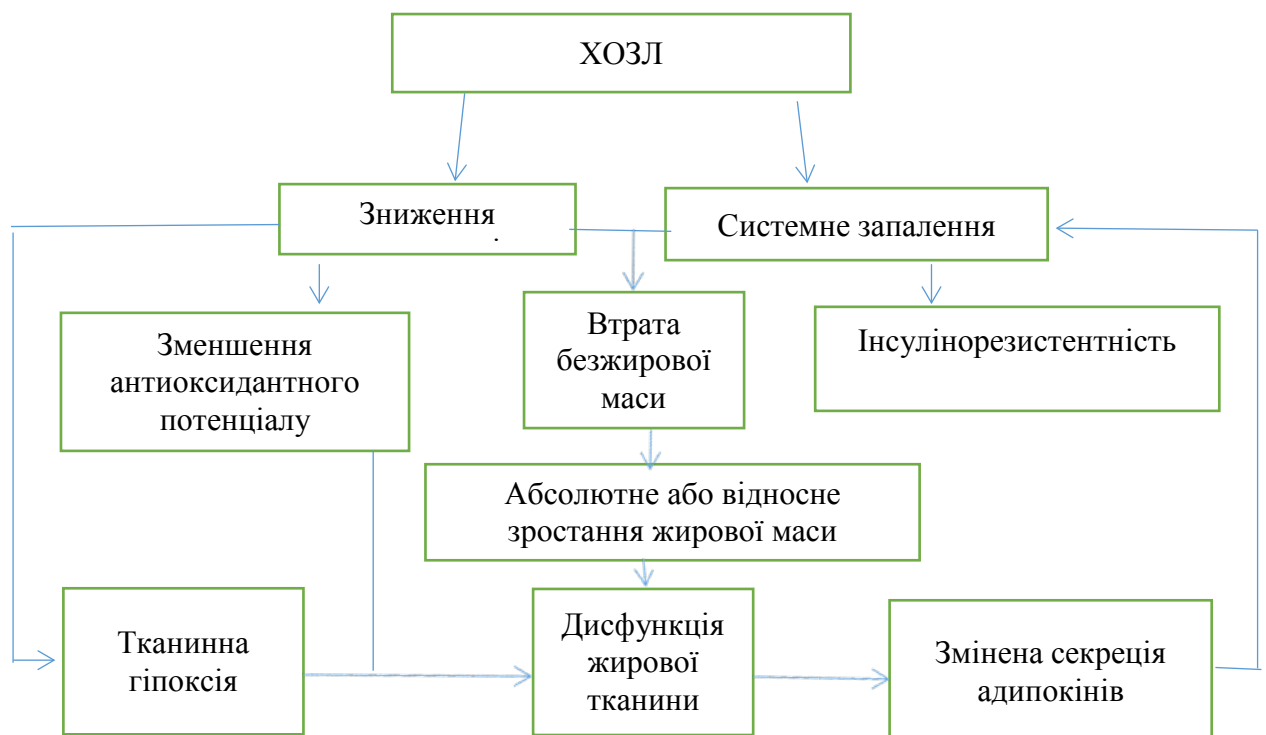 ХОЗЛ
Зниження
Системне запалення
Зменшення
антиоксидантного
потенціалу
Втрата
безжирової
маси
Інсулінорезистентність
Абсолютне або відносне
зростання жирової маси
Тканинна
гіпоксія
Дисфункція
жирової
тканини
Змінена секреція
адипокінів